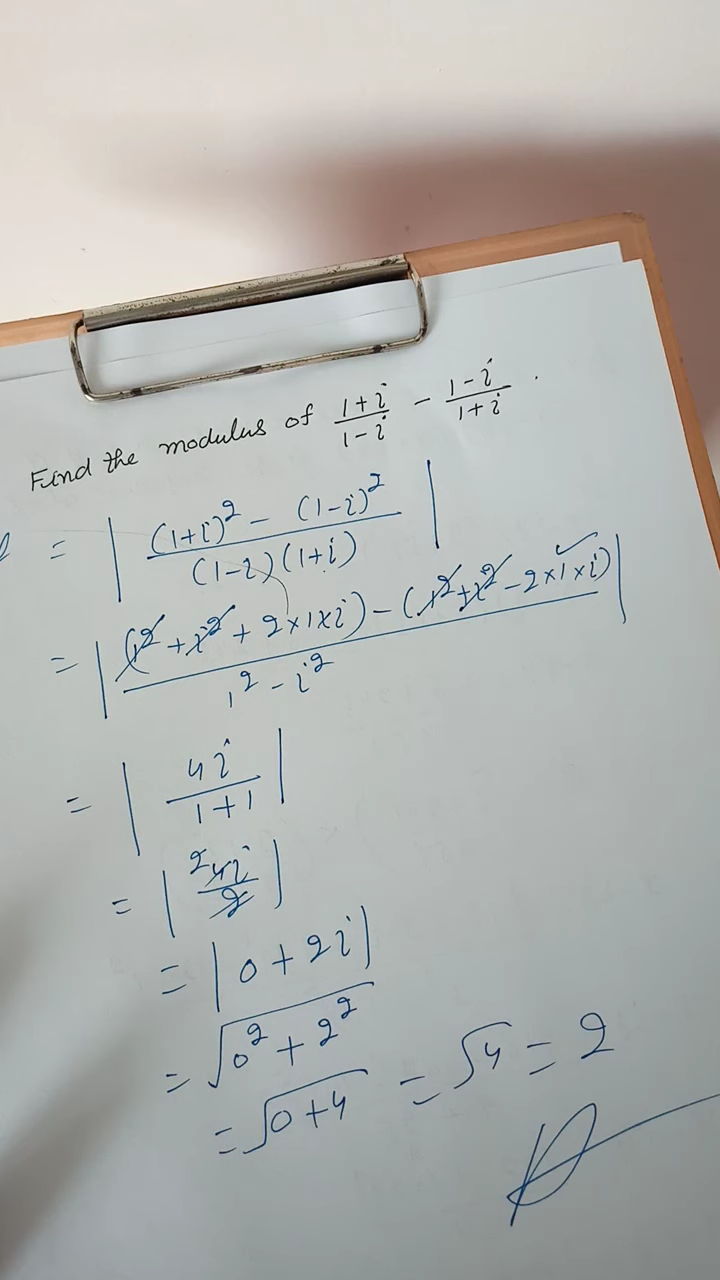 Find the modulus of (1+i)/(1-i) - (1-i)/(1+i) .
= | ((1+i)² - (1-i)²)/((1-i)(1+i)) |
= | ((1²+i²+2×1×i)-(1²+i²-2×1×i))/(1²-i²) |
= | 4i/(1+1) |
= | 4i/2 | 2
= | 0+2i |
= √(0²+2²)
= √(0+4) = √4 = 2